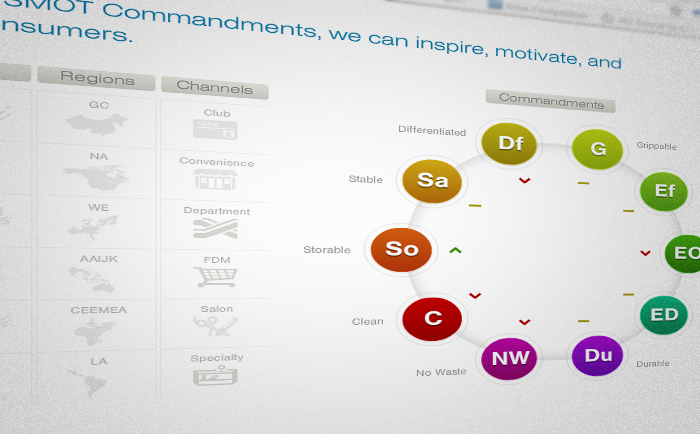 SMOT Commandments, we can inspire, motivate, and
nsumers.
Regions
Channels
GC
NA
WE
AAIJK
CEEMEA
LA
Club
CLUB
Convenience
Department
FDM
Salon
Specialty
Commandments
Differentiated
Df
G
Grippable
Stable
Sa
Ef
Storable
So
EO
Clean
C
ED
No Waste
NW
Du
Durable